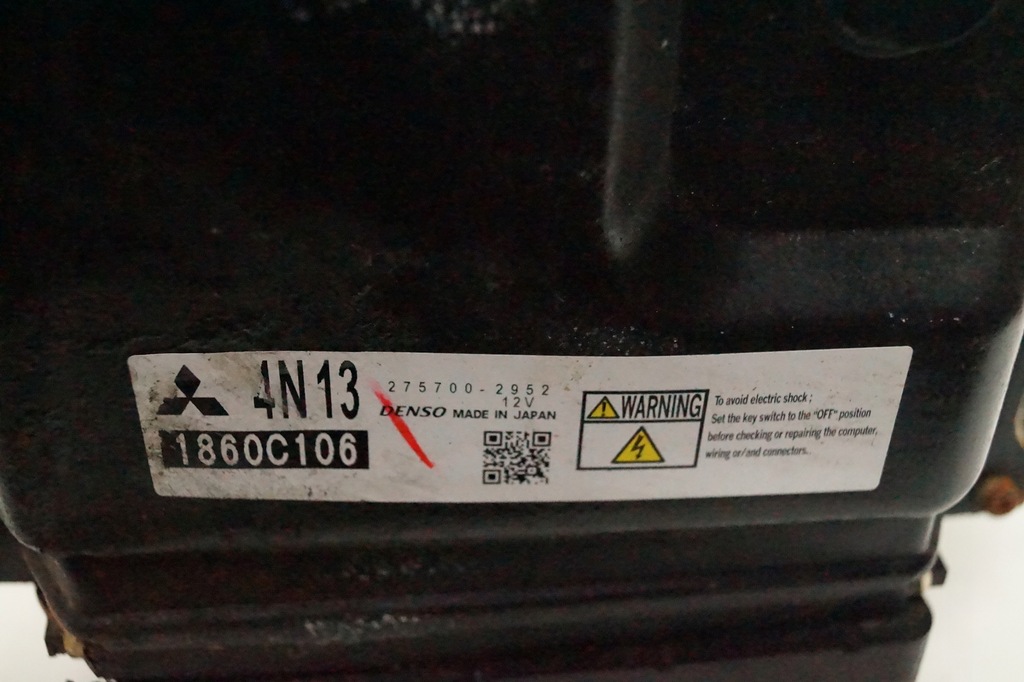 4N13
1860C106
275700-2952
12V
DENSO MADE IN JAPAN
WARNING
To avoid electric shock ;
Set the key switch to the "OFF" position
before checking or repairing the computer,
wiring or/and connectors.